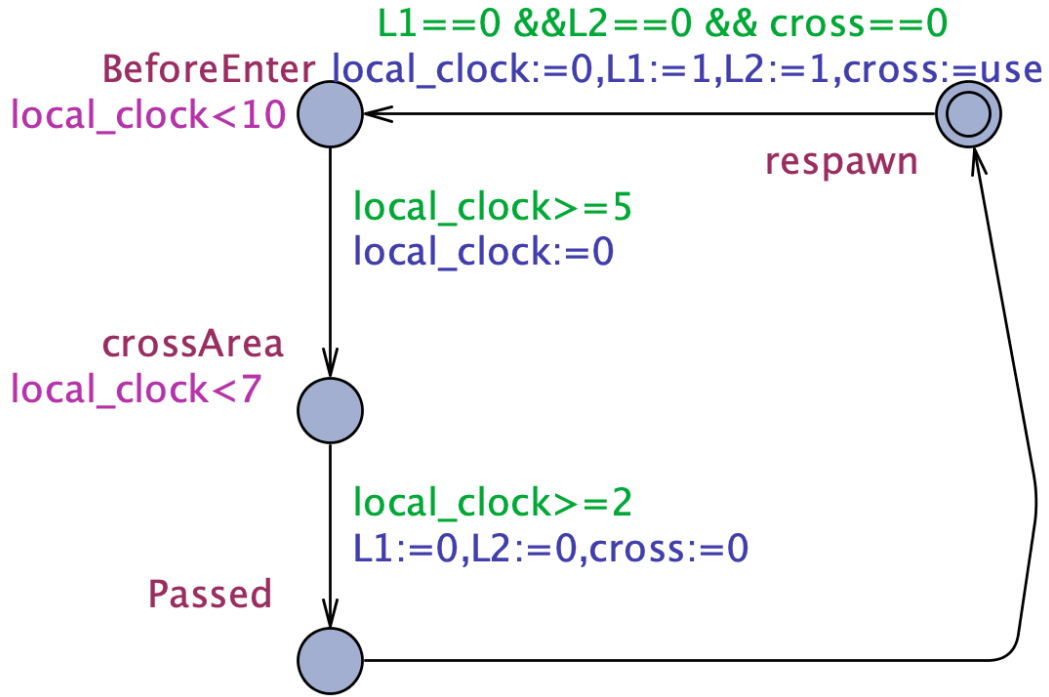 L1==0 &&L2==0 && cross==0
BeforeEnter local_clock:=0,L1:=1,L2:=1,cross:=use
local_clock<10
respawn
local_clock>=5
local_clock:=0
crossArea
local_clock<7
local_clock>=2
L1:=0,L2:=0,cross:=0
Passed